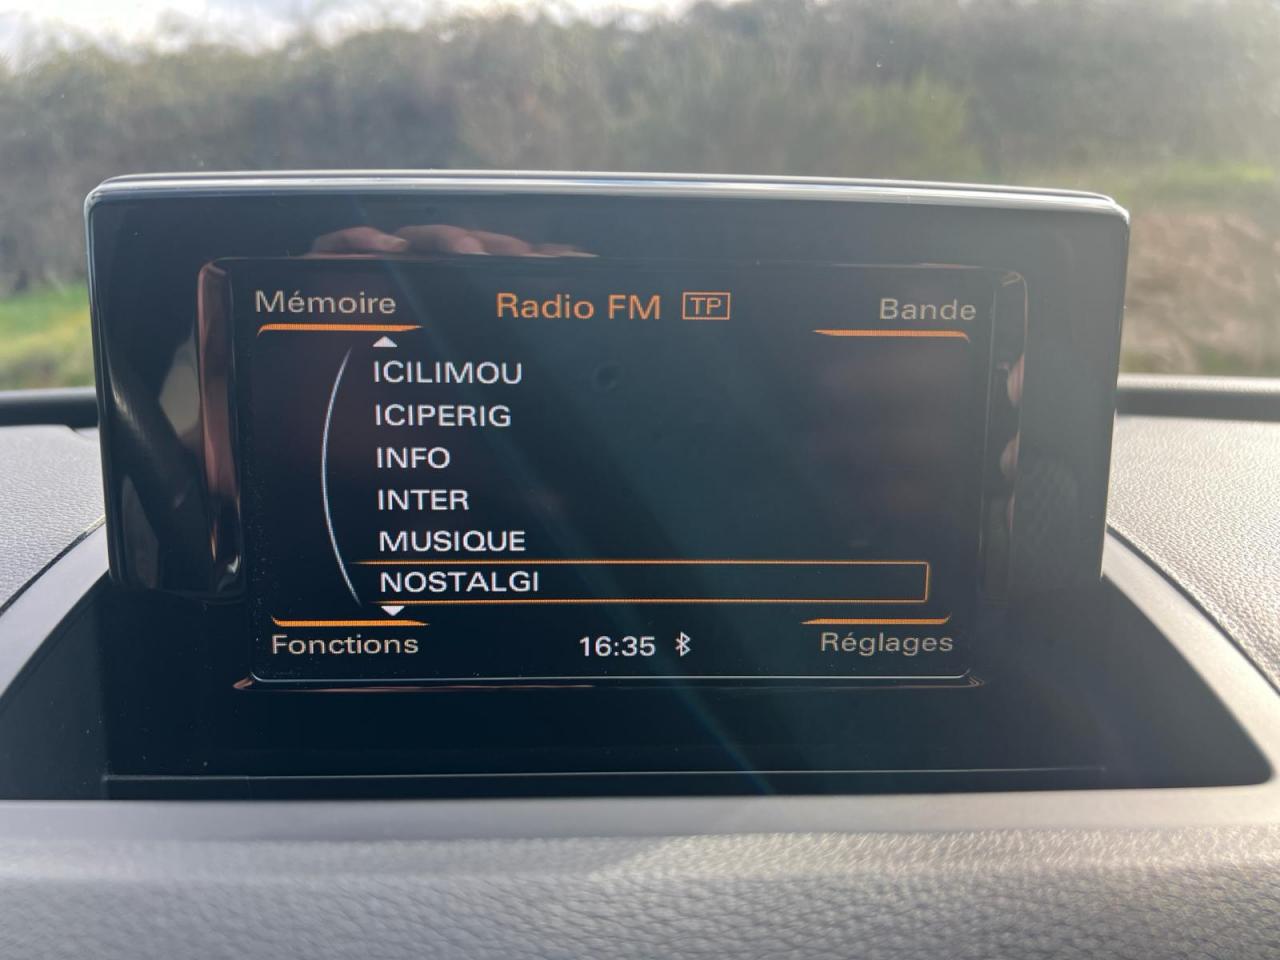 Mémoire Radio FM TP Bande
ICILIMOU
ICIPERIG
INFO
INTER
MUSIQUE
NOSTALGI
Fonctions 16:35 Réglages